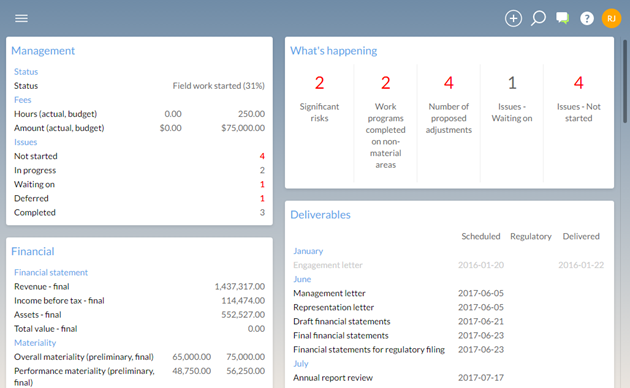 RJ
Management
Status
Status Field work started (31%)
Fees
Hours (actual, budget) 0.00 250.00
Amount (actual, budget) $0.00 $75,000.00
Issues
Not started 4
In progress 2
Waiting on 1
Deferred 1
Completed 3
Financial
Financial statement
Revenue - final 1,437,317.00
Income before tax - final 114,474.00
Assets - final 552,527.00
Total value - final 0.00
Materiality
Overall materiality (preliminary, final) 65,000.00 75,000.00
Performance materiality (preliminary, 48,750.00 56,250.00
final)
What's happening
2 2 4 1 4
Significant
risks
Work
programs
completed
on non-
material
areas
Number of
proposed
adjustments
Issues -
Waiting on
Issues - Not
started
Deliverables
Scheduled Regulatory Delivered
January
Engagement letter 2016-01-20 2016-01-22
June
Management letter 2017-06-05
Representation letter 2017-06-05
Draft financial statements 2017-06-21
Final financial statements 2017-06-23
Financial statements for regulatory filing 2017-06-23
July
Annual report review 2017-07-17